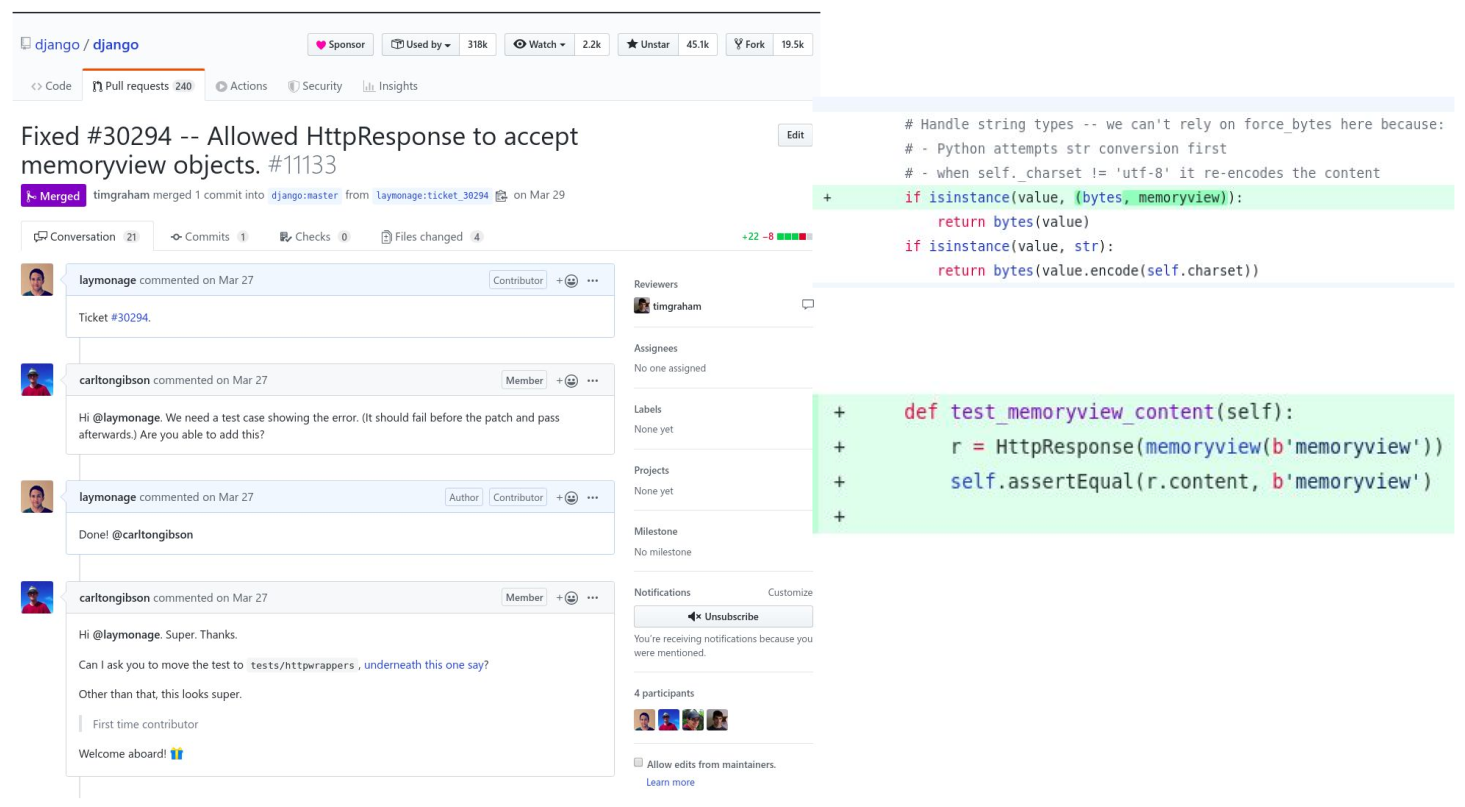 django / django
Sponsor Used by 318k Watch 2.2k Unstar 45.1k Fork 19.5k
Code Pull requests 240 Actions Security Insights
Fixed #30294 -- Allowed HttpResponse to accept
memoryview objects. #11133
Edit
Merged timgraham merged 1 commit into django:master from laymonage:ticket_30294 on Mar 29
Conversation 21 Commits 1 Checks 0 Files changed 4 +22 −8
laymonage commented on Mar 27 Contributor
Ticket #30294.
carltongibson commented on Mar 27 Member
Hi @laymonage. We need a test case showing the error. (It should fail before the patch and pass
afterwards.) Are you able to add this?
laymonage commented on Mar 27 Author Contributor
Done! @carltongibson
carltongibson commented on Mar 27 Member
Hi @laymonage. Super. Thanks.
Can I ask you to move the test to tests/httpwrappers, underneath this one say?
Other than that, this looks super.
First time contributor
Welcome aboard!
Reviewers
timgraham
Assignees
No one assigned
Labels
None yet
Projects
None yet
Milestone
No milestone
Notifications Customize
Unsubscribe
You're receiving notifications because you
were mentioned.
4 participants
Allow edits from maintainers.
Learn more
# Handle string types -- we can't rely on force_bytes here because:
# - Python attempts str conversion first
# - when self._charset != 'utf-8' it re-encodes the content
+ if isinstance(value, (bytes, memoryview)):
return bytes(value)
if isinstance(value, str):
return bytes(value.encode(self.charset))
+ def test_memoryview_content(self):
+ r = HttpResponse(memoryview(b'memoryview'))
+ self.assertEqual(r.content, b'memoryview')
+